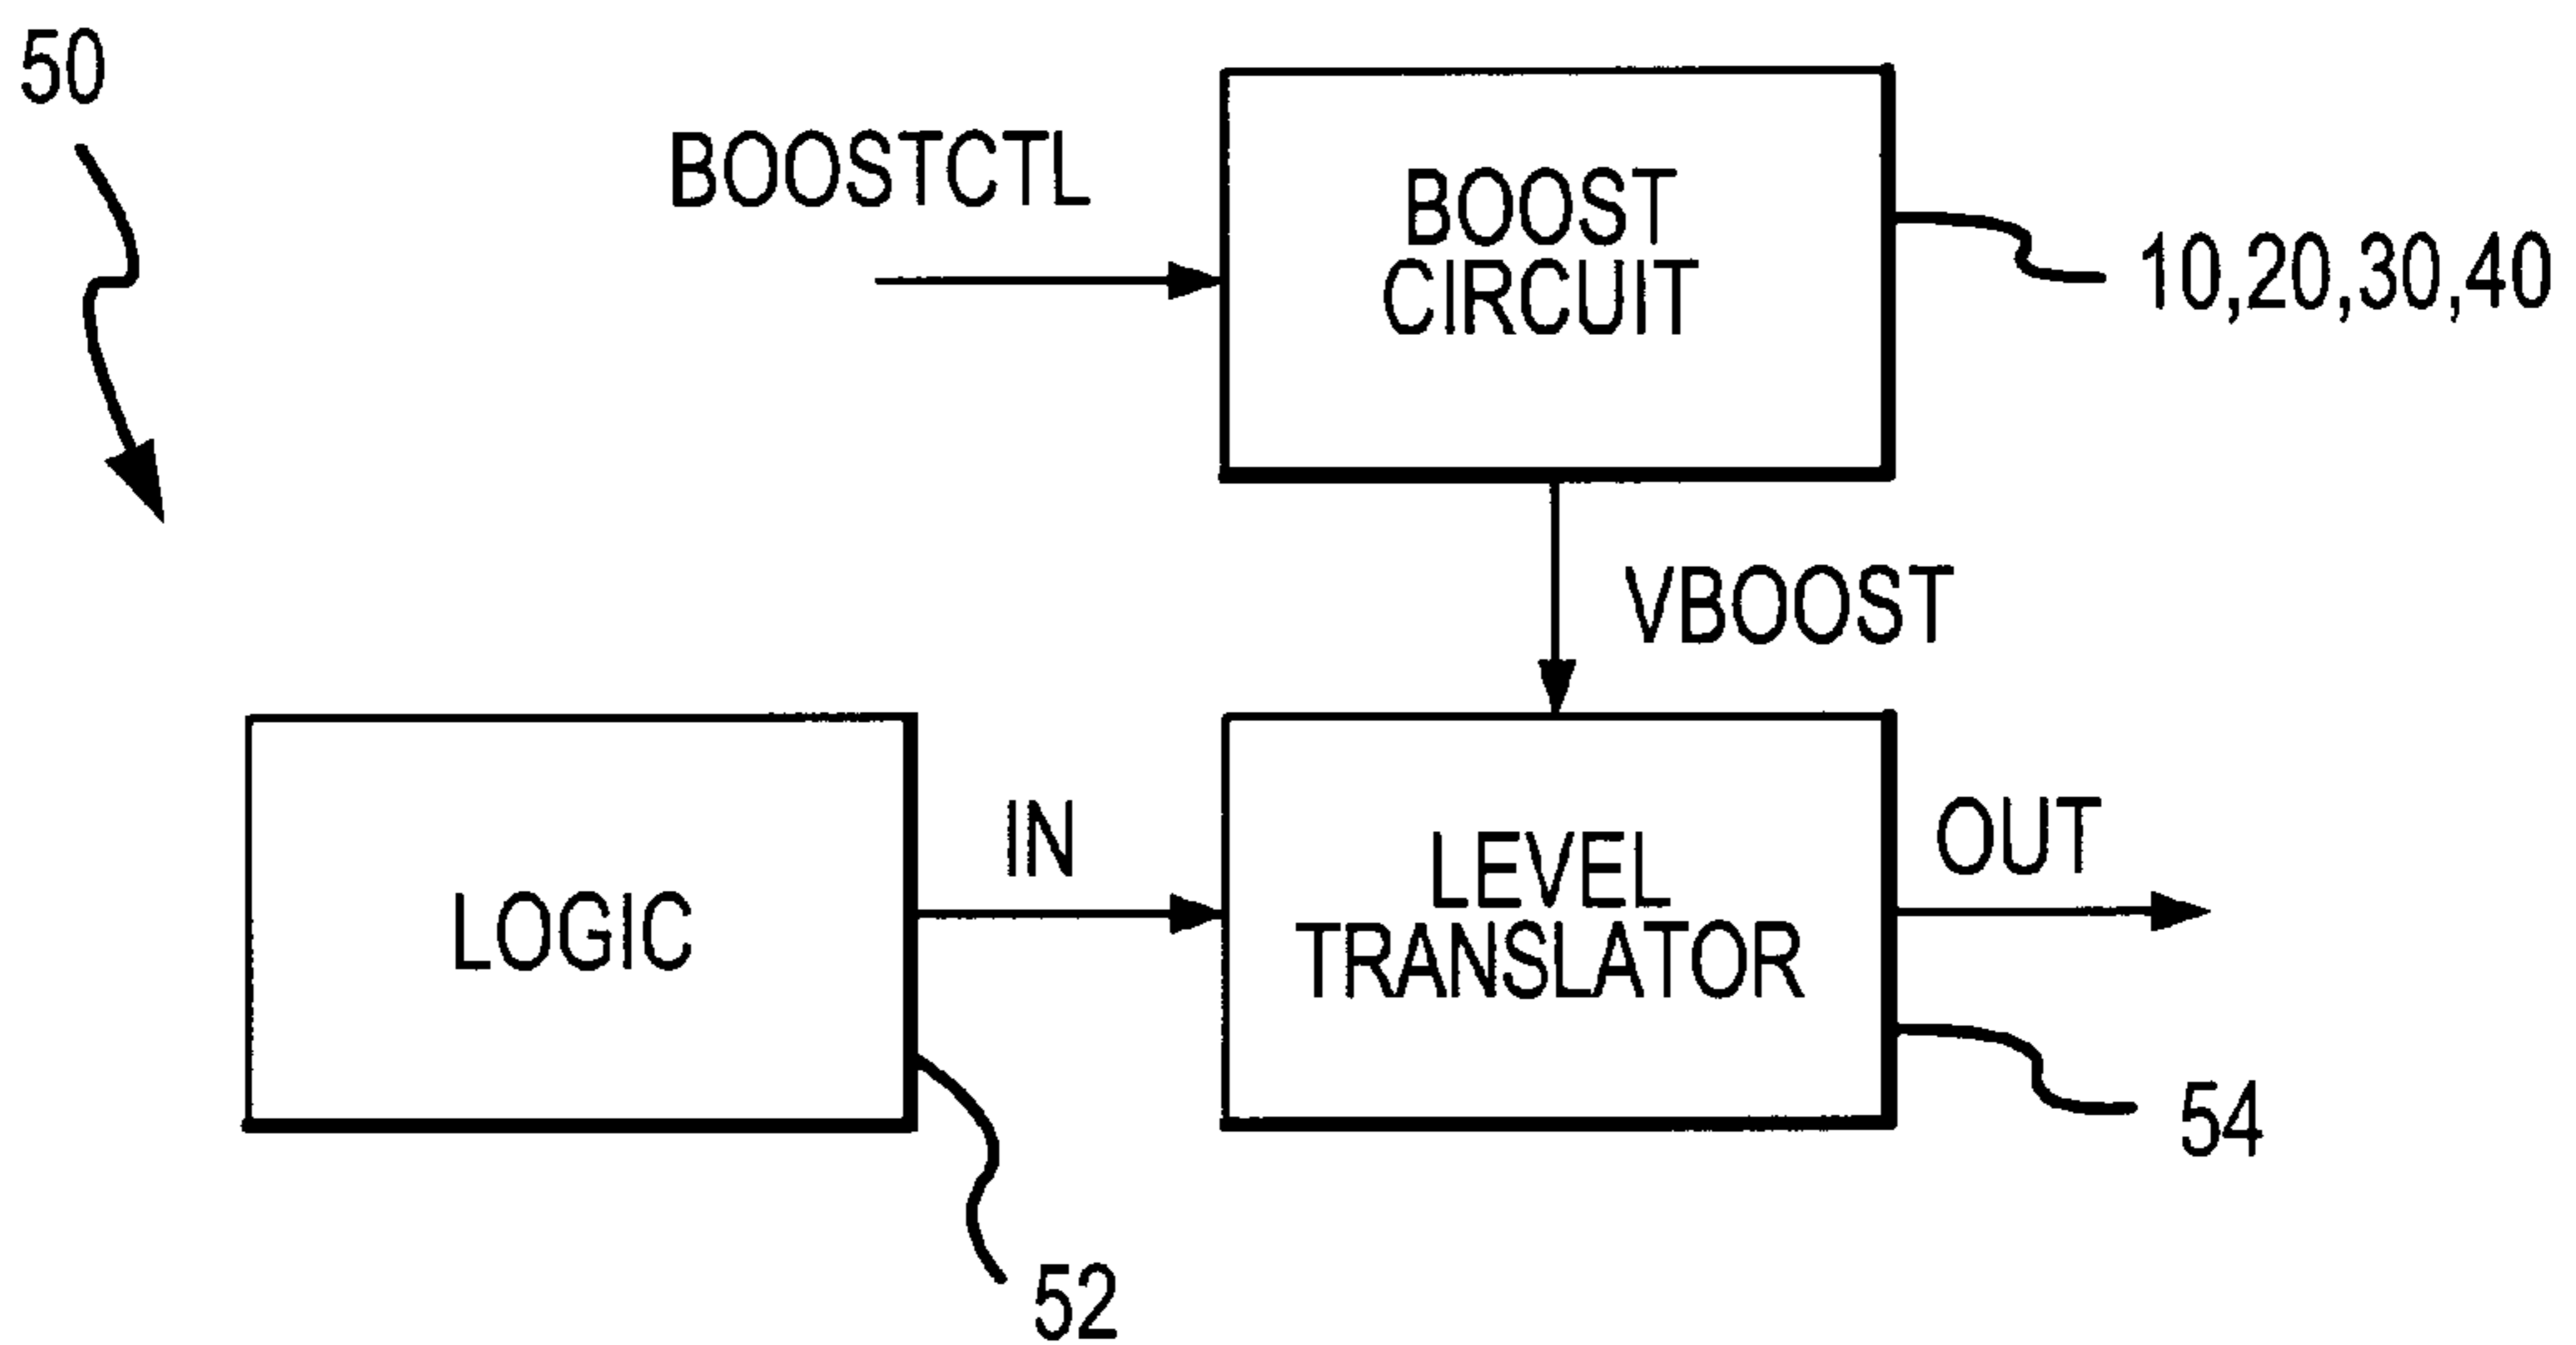 50
BOOSTCTL
BOOST
CIRCUIT
10,20,30,40
VBOOST
LOGIC
IN
LEVEL
TRANSLATOR
OUT
54
52